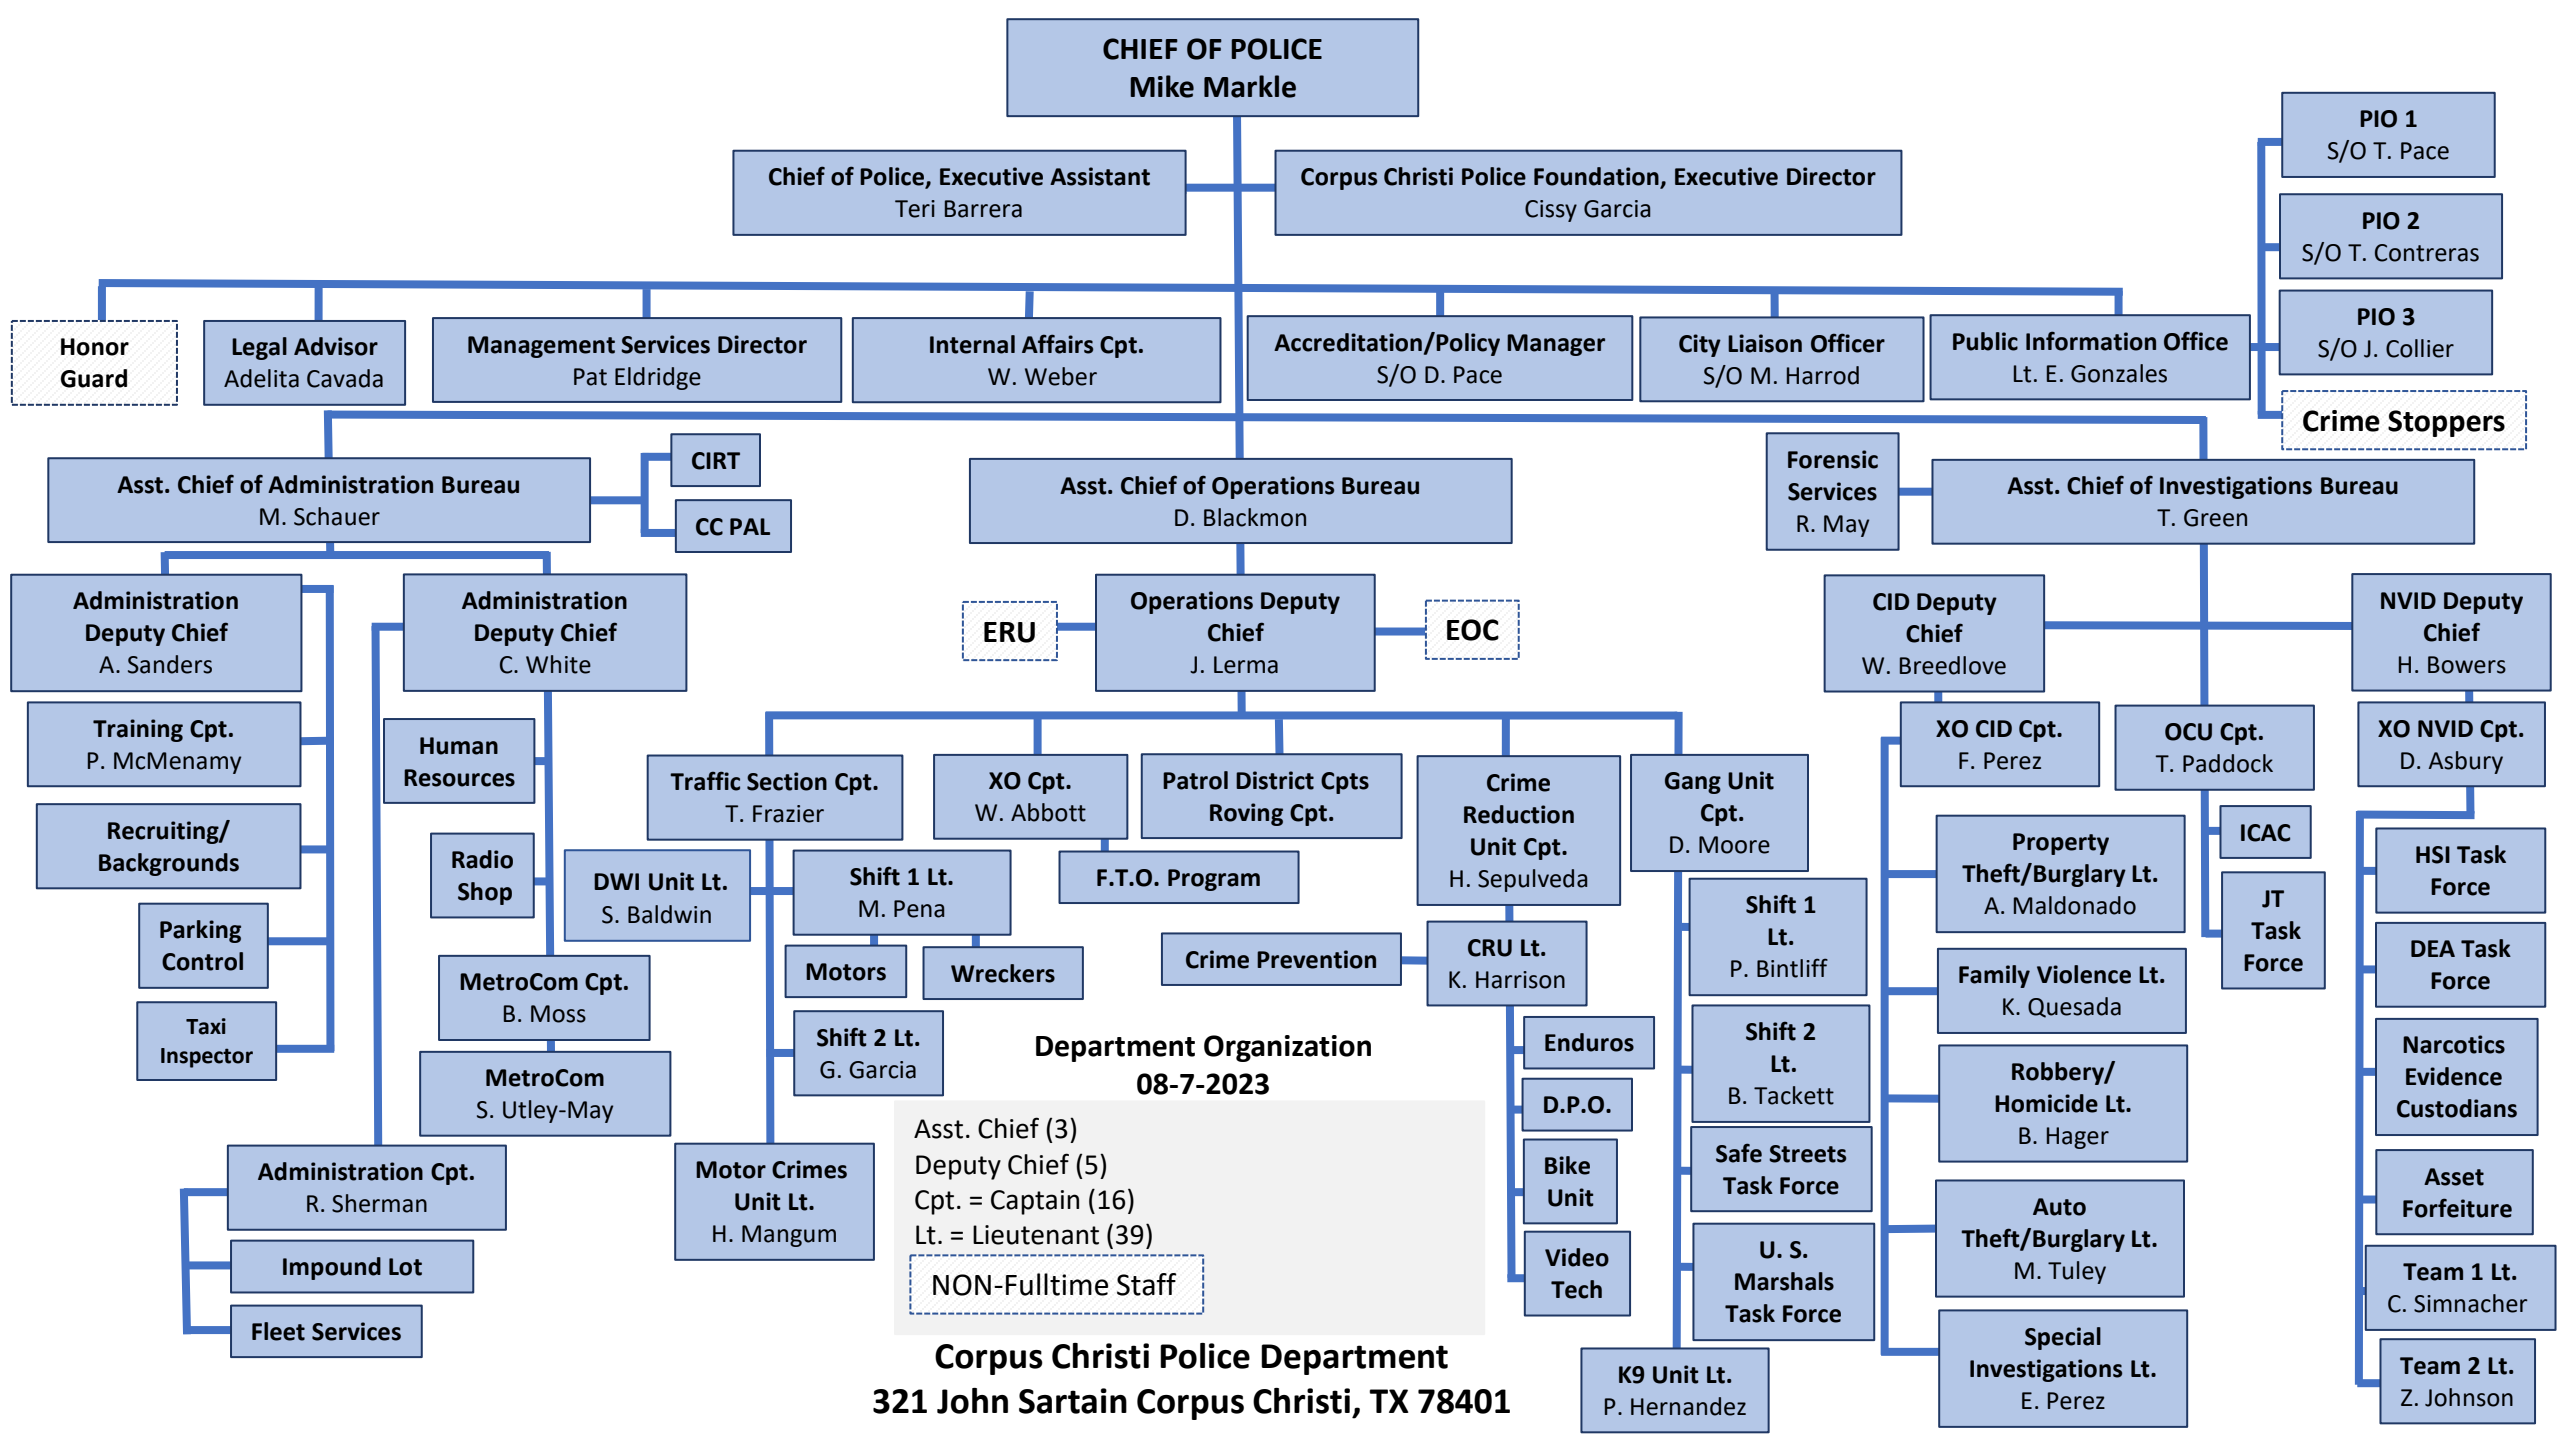 CHIEF OF POLICE
Mike Markle
Chief of Police, Executive Assistant
Teri Barrera
Corpus Christi Police Foundation, Executive Director
Cissy Garcia
PIO 1
S/O T. Pace
PIO 2
S/O T. Contreras
PIO 3
S/O J. Collier
Crime Stoppers
Honor
Guard
Legal Advisor
Adelita Cavada
Management Services Director
Pat Eldridge
Internal Affairs Cpt.
W. Weber
Accreditation/Policy Manager
S/O D. Pace
City Liaison Officer
S/O M. Harrod
Public Information Office
Lt. E. Gonzales
Asst. Chief of Administration Bureau
M. Schauer
CIRT
CC PAL
Asst. Chief of Operations Bureau
D. Blackmon
Forensic
Services
R. May
Asst. Chief of Investigations Bureau
T. Green
Administration
Deputy Chief
A. Sanders
Administration
Deputy Chief
C. White
ERU
Operations Deputy
Chief
J. Lerma
EOC
CID Deputy
Chief
W. Breedlove
NVID Deputy
Chief
H. Bowers
Training Cpt.
P. McMenamy
Recruiting/
Backgrounds
Parking
Control
Taxi
Inspector
Human
Resources
Radio
Shop
MetroCom Cpt.
B. Moss
MetroCom
S. Utley-May
Administration Cpt.
R. Sherman
Impound Lot
Fleet Services
Traffic Section Cpt.
T. Frazier
DWI Unit Lt.
S. Baldwin
Shift 1 Lt.
M. Pena
Motors
Wreckers
Shift 2 Lt.
G. Garcia
Motor Crimes
Unit Lt.
H. Mangum
XO Cpt.
W. Abbott
F.T.O. Program
Patrol District Cpts
Roving Cpt.
Crime
Reduction
Unit Cpt.
H. Sepulveda
Crime Prevention
CRU Lt.
K. Harrison
Enduros
D.P.O.
Bike
Unit
Video
Tech
Gang Unit
Cpt.
D. Moore
Shift 1
Lt.
P. Bintliff
Shift 2
Lt.
B. Tackett
Safe Streets
Task Force
U. S.
Marshals
Task Force
K9 Unit Lt.
P. Hernandez
XO CID Cpt.
F. Perez
Property
Theft/Burglary Lt.
A. Maldonado
Family Violence Lt.
K. Quesada
Robbery/
Homicide Lt.
B. Hager
Auto
Theft/Burglary Lt.
M. Tuley
Special
Investigations Lt.
E. Perez
OCU Cpt.
T. Paddock
ICAC
JT
Task
Force
XO NVID Cpt.
D. Asbury
HSI Task
Force
DEA Task
Force
Narcotics
Evidence
Custodians
Asset
Forfeiture
Team 1 Lt.
C. Simnacher
Team 2 Lt.
Z. Johnson
Department Organization
08-7-2023
Asst. Chief (3)
Deputy Chief (5)
Cpt. = Captain (16)
Lt. = Lieutenant (39)
NON-Fulltime Staff
Corpus Christi Police Department
321 John Sartain Corpus Christi, TX 78401